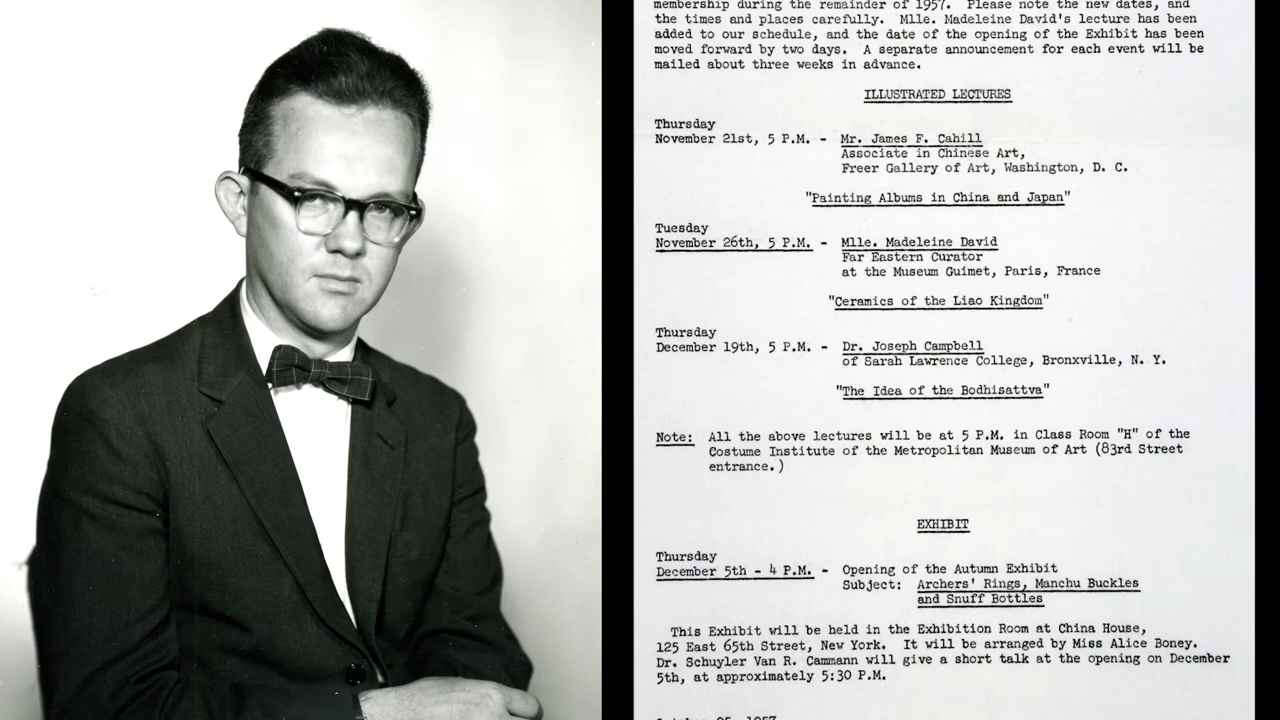 membership during the remainder of 1957. Please note the new dates, and
the times and places carefully. Mlle. Madeleine David's lecture has been
added to our schedule, and the date of the opening of the Exhibit has been
moved forward by two days. A separate announcement for each event will be
mailed about three weeks in advance.
ILLUSTRATED LECTURES
Thursday
November 21st, 5 P.M. - Mr. James F. Cahill
Associate in Chinese Art,
Freer Gallery of Art, Washington, D. C.
"Painting Albums in China and Japan"
Tuesday
November 26th, 5 P.M. - Mlle. Madeleine David
Far Eastern Curator
at the Museum Guimet, Paris, France
"Ceramics of the Liao Kingdom"
Thursday
December 19th, 5 P.M. - Dr. Joseph Campbell
of Sarah Lawrence College, Bronxville, N. Y.
"The Idea of the Bodhisattva"
Note: All the above lectures will be at 5 P.M. in Class Room "H" of the
Costume Institute of the Metropolitan Museum of Art (83rd Street
entrance.)
EXHIBIT
Thursday
December 5th - 4 P.M. - Opening of the Autumn Exhibit
Subject: Archers' Rings, Manchu Buckles
and Snuff Bottles
This Exhibit will be held in the Exhibition Room at China House,
125 East 65th Street, New York. It will be arranged by Miss Alice Boney.
Dr. Schuyler Van R. Cammann will give a short talk at the opening on December
5th, at approximately 5:30 P.M.